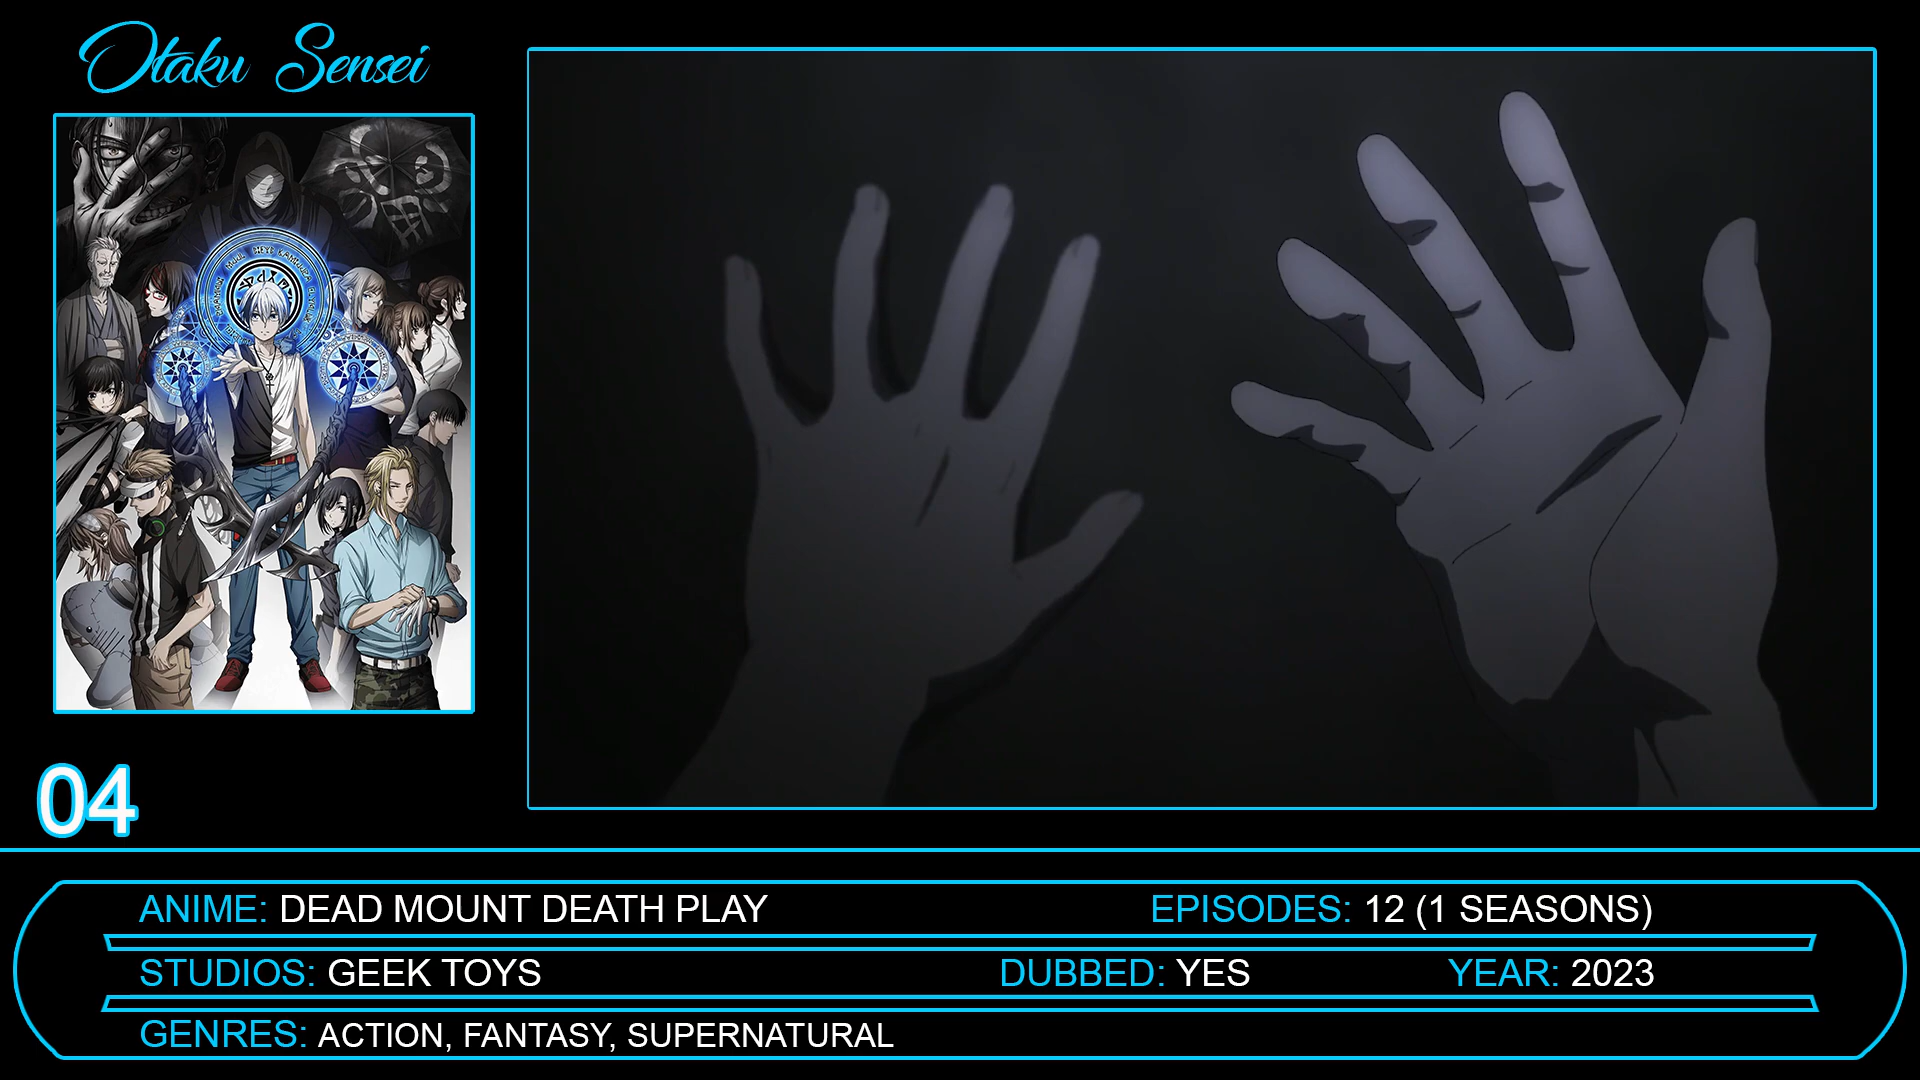 Otaku Sensei
04
ANIME: DEAD MOUNT DEATH PLAY
EPISODES: 12 (1 SEASONS)
STUDIOS: GEEK TOYS
DUBBED: YES
YEAR: 2023
GENRES: ACTION, FANTASY, SUPERNATURAL